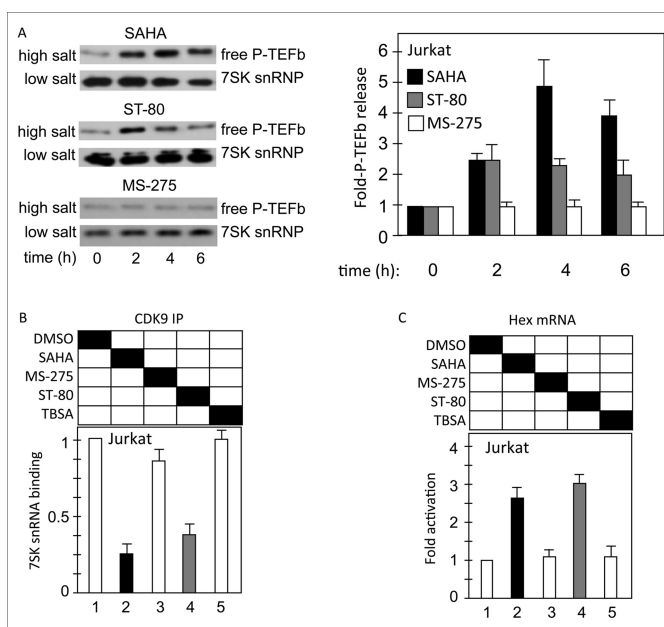 A
SAHA
high salt free P-TEFb
low salt 7SK snRNP
ST-80
high salt free P-TEFb
low salt 7SK snRNP
MS-275
high salt free P-TEFb
low salt 7SK snRNP
time (h) 0 2 4 6
Fold-P-TEFb release
6
5
4
3
2
1
0
Jurkat
SAHA
ST-80
MS-275
time (h): 0 2 4 6
B
CDK9 IP
DMSO
SAHA
MS-275
ST-80
TBSA
7SK snRNA binding
1
0.5
0
Jurkat
1 2 3 4 5
C
Hex mRNA
DMSO
SAHA
MS-275
ST-80
TBSA
Fold activation
4
3
2
1
0
Jurkat
1 2 3 4 5